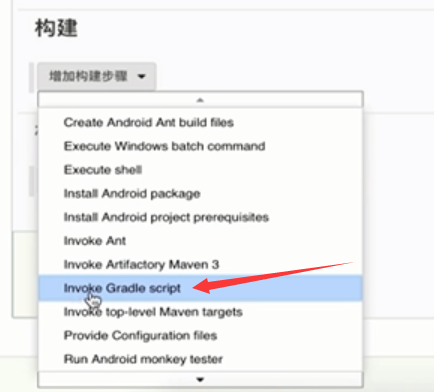 构建
增加构建步骤
Create Android Ant build files
Execute Windows batch command
Execute shell
Install Android package
Install Android project prerequisites
Invoke Ant
Invoke Artifactory Maven 3
Invoke Gradle script
Invoke top-level Maven targets
Provide Configuration files
Run Android monkey tester